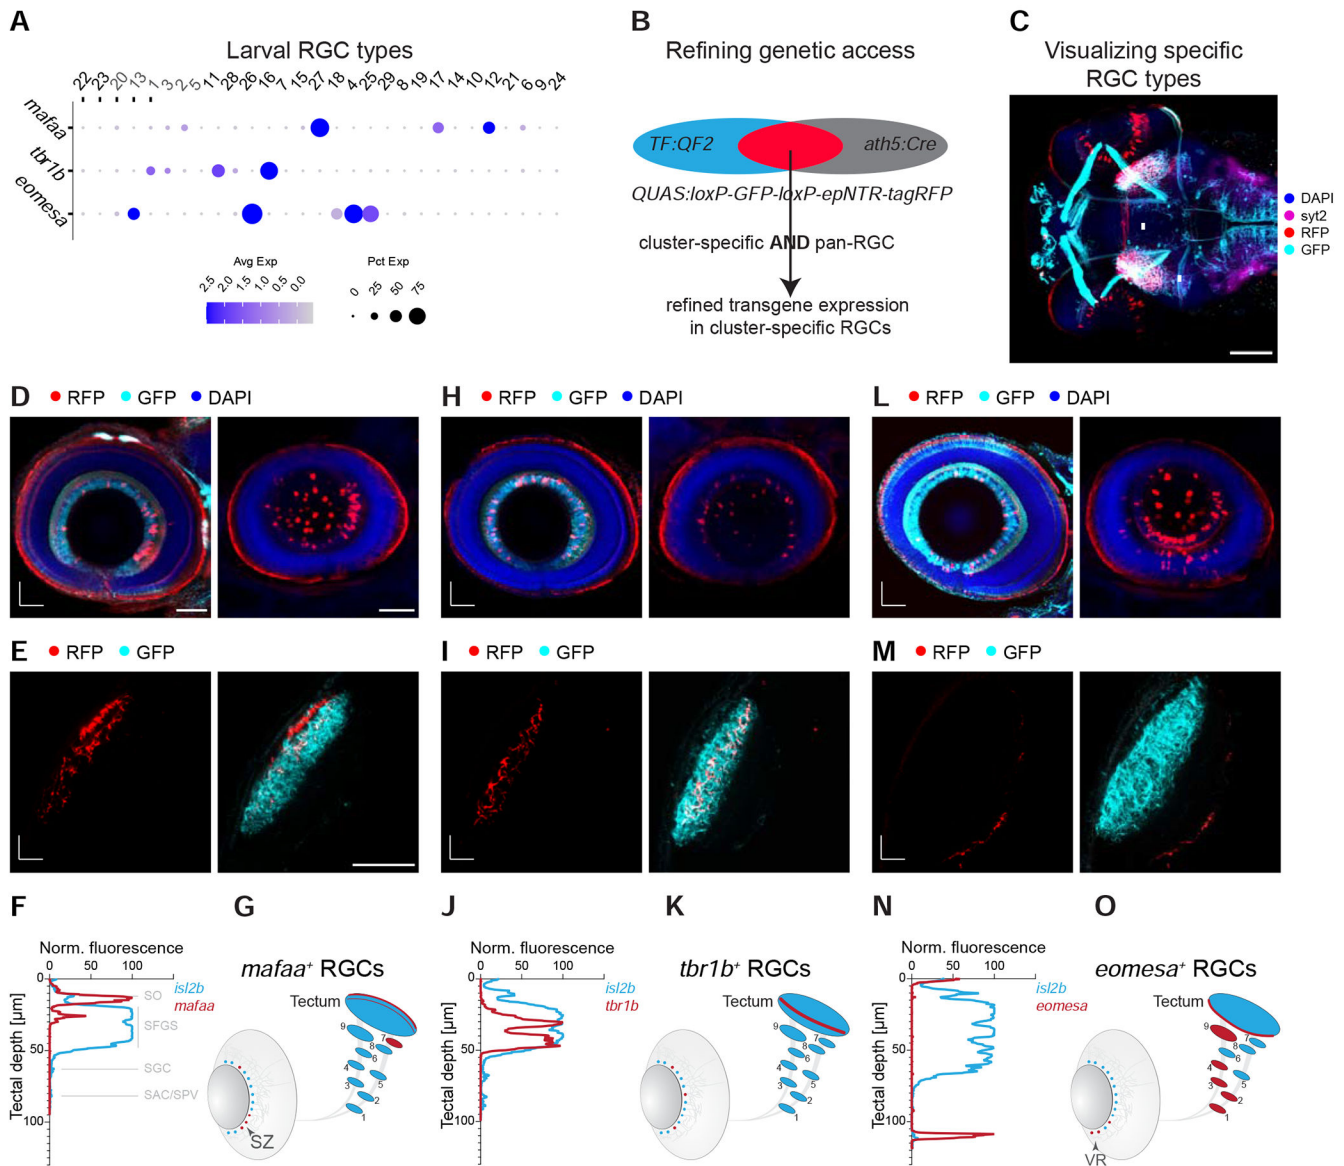 A
Larval RGC types
22 23 20 13 1 3 2 5 11 28 26 16 7 15 27 18 4 25 29 8 19 17 14 10 12 21 6 9 24
mafaa
tbr1b
eomesa
Avg Exp
2.5 2.0 1.5 1.0 0.5 0.0
Pct Exp
0 25 50 75
B
Refining genetic access
TF:QF2
ath5:Cre
QUAS:loxP-GFP-loxP-epNTR-tagRFP
cluster-specific AND pan-RGC
refined transgene expression
in cluster-specific RGCs
C
Visualizing specific
RGC types
DAPI
syt2
RFP
GFP
D RFP GFP DAPI
H RFP GFP DAPI
L RFP GFP DAPI
E RFP GFP
I RFP GFP
M RFP GFP
F
Norm. fluorescence
0 50 100
isl2b
mafaa
Tectal depth [µm]
0
50
100
SO
SFGS
SGC
SAC/SPV
G
mafaa+ RGCs
Tectum
9
8
7
6
4
5
3
2
1
SZ
J
Norm. fluorescence
0 50 100
isl2b
tbr1b
Tectal depth [µm]
0
50
100
K
tbr1b+ RGCs
Tectum
9
8
7
6
4
5
3
2
1
N
Norm. fluorescence
0 50 100
isl2b
eomesa
Tectal depth [µm]
0
50
100
O
eomesa+ RGCs
Tectum
9
8
7
6
4
5
3
2
1
VR